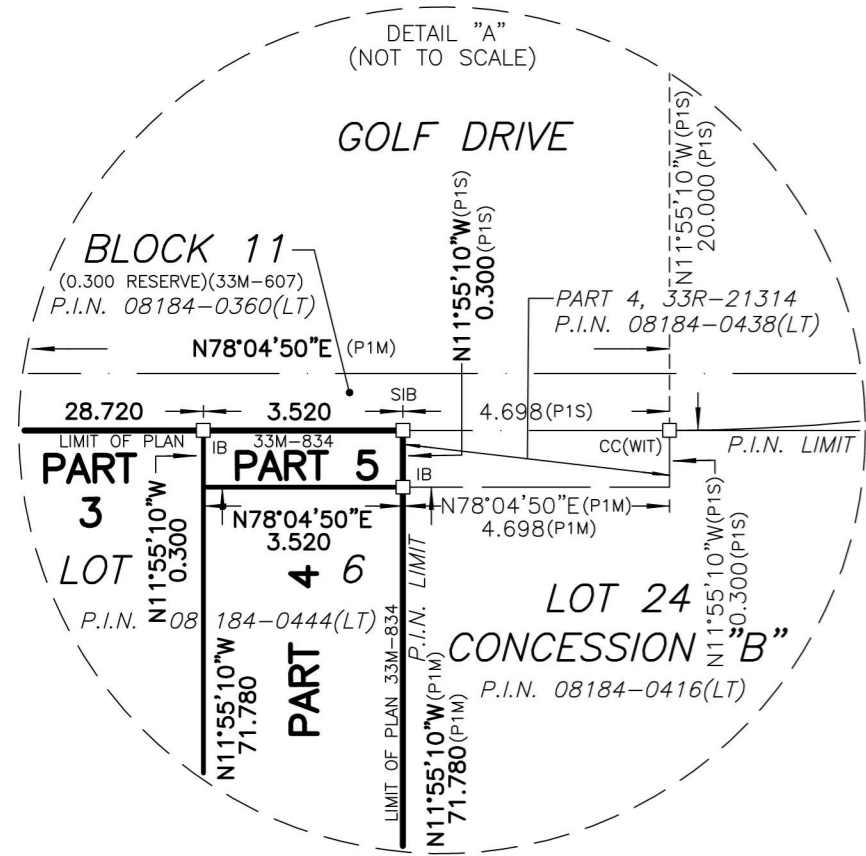 DETAIL "A"
(NOT TO SCALE)
GOLF DRIVE
N11°55'10"W(P1S)
20.000(P1S)
N11°55'10"W(P1S)
0.300(P1S)
BLOCK 11
(0.300 RESERVE)(33M-607)
P.I.N. 08184-0360(LT)
PART 4, 33R-21314
P.I.N. 08184-0438(LT)
N78°04'50"E (P1M)
28.720
3.520
SIB
4.698(P1S)
LIMIT OF PLAN
IB
33M-834
CC(WIT)
P.I.N. LIMIT
PART
3
PART 5
IB
N11°55'10"W
0.300
N78°04'50"E
3.520
N78°04'50"E(P1M)
4.698(P1M)
N11°55'10"W(P1S)
0.300(P1S)
LOT 6
P.I.N. 08184-0444(LT)
PART 4
P.I.N. LIMIT
LIMIT OF PLAN 33M-834
LOT 24
CONCESSION "B"
P.I.N. 08184-0416(LT)
N11°55'10"W
71.780
N11°55'10"W(P1M)
71.780(P1M)